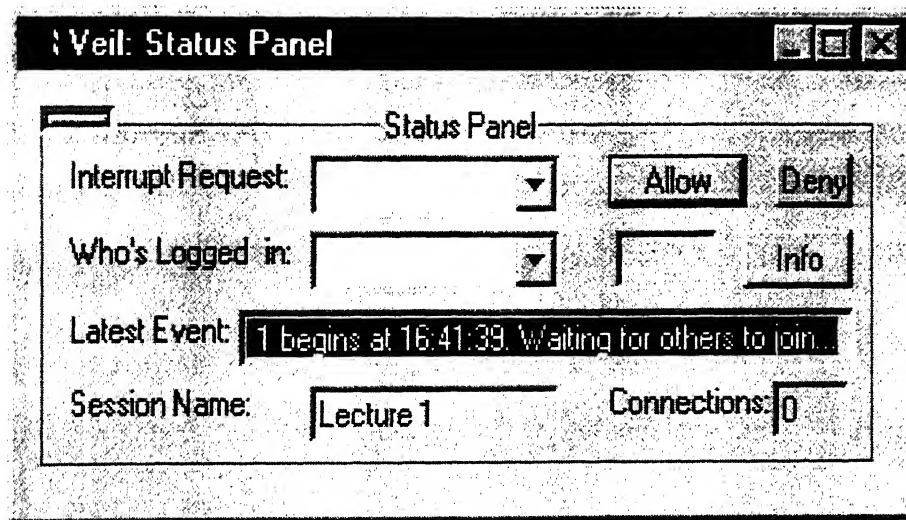 Veil: Status Panel
Status Panel
Interrupt Request: Allow Deny
Who's Logged in: Info
Latest Event: 1 begins at 16:41:39. Waiting for others to join...
Session Name: Lecture 1 Connections: 0